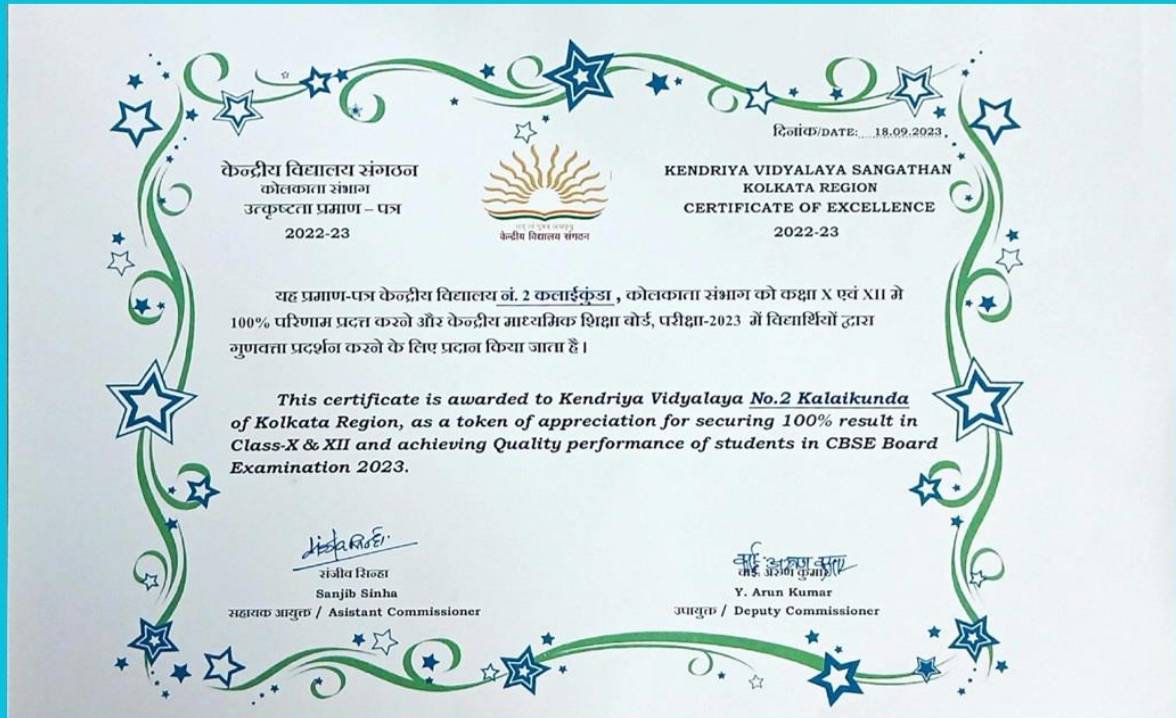 दिनांक/DATE: 18.09.2023.
केन्द्रीय विद्यालय संगठन
कोलकाता संभाग
उत्कृष्टता प्रमाण – पत्र
2022-23
केन्द्रीय विद्यालय संगठन
KENDRIYA VIDYALAYA SANGATHAN
KOLKATA REGION
CERTIFICATE OF EXCELLENCE
2022-23
यह प्रमाण-पत्र केन्द्रीय विद्यालय नं. 2 कलाईकुंडा , कोलकाता संभाग को कक्षा X एवं XII मे
100% परिणाम प्रदत्त करने और केन्द्रीय माध्यमिक शिक्षा बोर्ड, परीक्षा-2023 में विद्यार्थियों द्वारा
गुणवत्ता प्रदर्शन करने के लिए प्रदान किया जाता है।
This certificate is awarded to Kendriya Vidyalaya No.2 Kalaikunda
of Kolkata Region, as a token of appreciation for securing 100% result in
Class-X & XII and achieving Quality performance of students in CBSE Board
Examination 2023.
संजीव सिन्हा
Sanjib Sinha
सहायक आयुक्त / Asistant Commissioner
वाई. अरुण कुमार
वाई. अरुण कुमार
Y. Arun Kumar
उपायुक्त / Deputy Commissioner